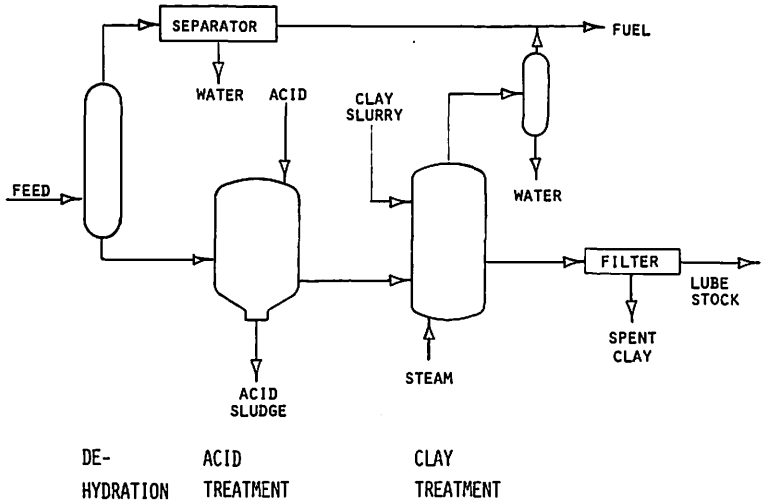 SEPARATOR
FUEL
WATER
ACID
CLAY
SLURRY
FEED
WATER
FILTER
LUBE
STOCK
STEAM
SPENT
CLAY
ACID
SLUDGE
DE-
HYDRATION
ACID
TREATMENT
CLAY
TREATMENT